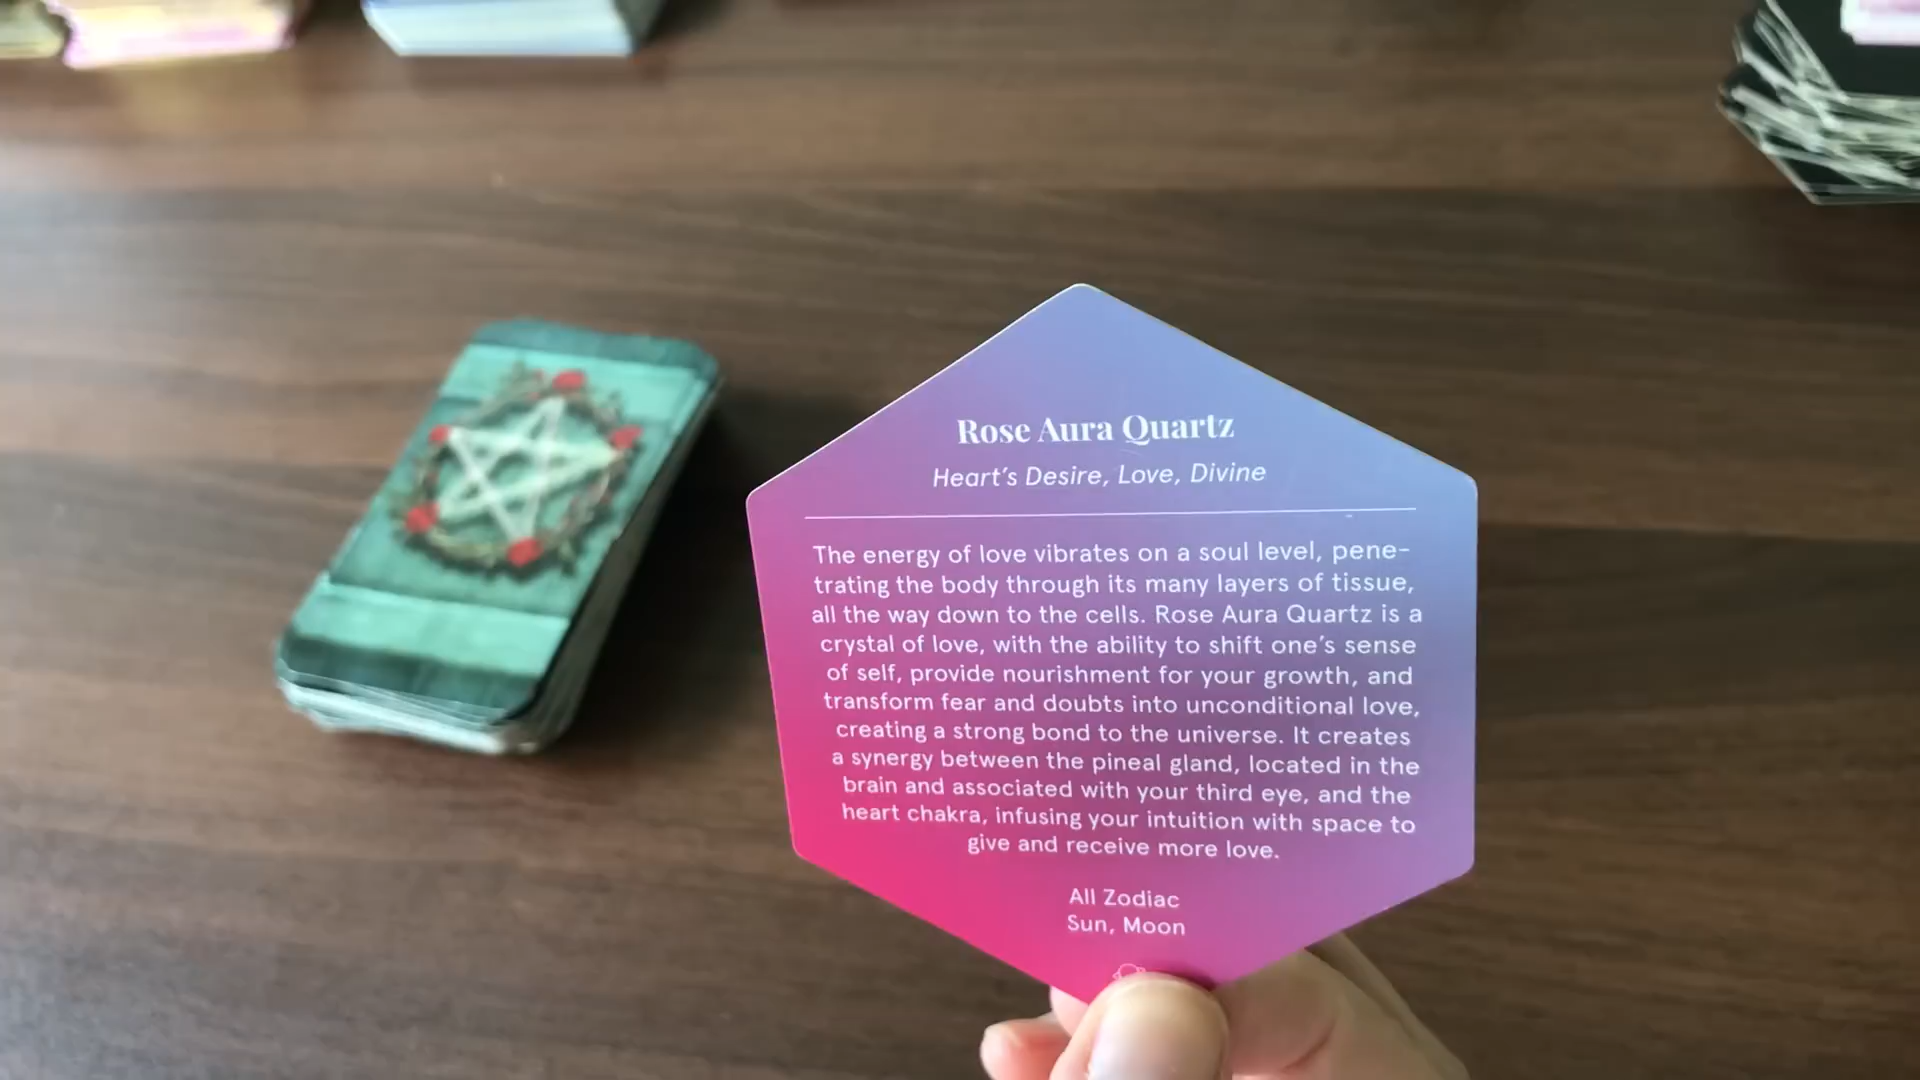 Rose Aura Quartz
Heart's Desire, Love, Divine
The energy of love vibrates on a soul level, pene-
trating the body through its many layers of tissue,
all the way down to the cells. Rose Aura Quartz is a
crystal of love, with the ability to shift one's sense
of self, provide nourishment for your growth, and
transform fear and doubts into unconditional love,
creating a strong bond to the universe. It creates
a synergy between the pineal gland, located in the
brain and associated with your third eye, and the
heart chakra, infusing your intuition with space to
give and receive more love.
All Zodiac
Sun, Moon